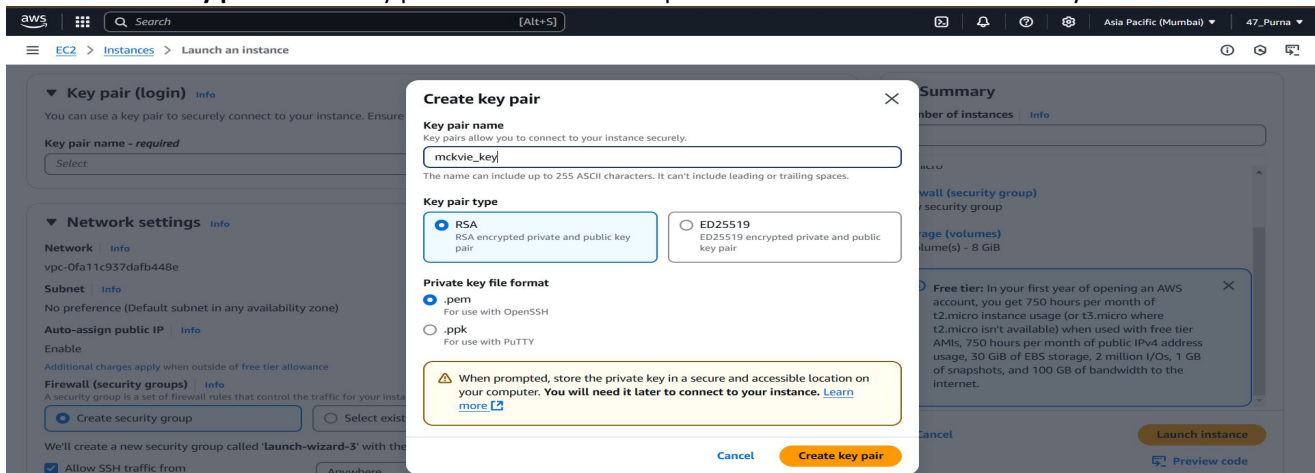 aws
Search
[Alt+S]
Asia Pacific (Mumbai)
47_Purna
EC2 > Instances > Launch an instance
Key pair (login) Info
You can use a key pair to securely connect to your instance. Ensure
Key pair name - required
Select
Network settings Info
Network Info
vpc-0fa11c937dafb448e
Subnet Info
No preference (Default subnet in any availability zone)
Auto-assign public IP Info
Enable
Additional charges apply when outside of free tier allowance
Firewall (security groups) Info
A security group is a set of firewall rules that control the traffic for your insta
Create security group
Select exist
We'll create a new security group called 'launch-wizard-3' with the
Allow SSH traffic from
Anywhere
Create key pair
Key pair name
Key pairs allow you to connect to your instance securely.
mckvie_key
The name can include up to 255 ASCII characters. It can't include leading or trailing spaces.
Key pair type
RSA
RSA encrypted private and public key
pair
ED25519
ED25519 encrypted private and public
key pair
Private key file format
.pem
For use with OpenSSH
.ppk
For use with PuTTY
When prompted, store the private key in a secure and accessible location on
your computer. You will need it later to connect to your instance. Learn
more
Cancel
Create key pair
Summary
nber of instances Info
wall (security group)
security group
rage (volumes)
lume(s) - 8 GiB
Free tier: In your first year of opening an AWS
account, you get 750 hours per month of
t2.micro instance usage (or t3.micro where
t2.micro isn't available) when used with free tier
AMIs, 750 hours per month of public IPv4 address
usage, 30 GiB of EBS storage, 2 million I/Os, 1 GB
of snapshots, and 100 GB of bandwidth to the
internet.
Cancel
Launch instance
Preview code